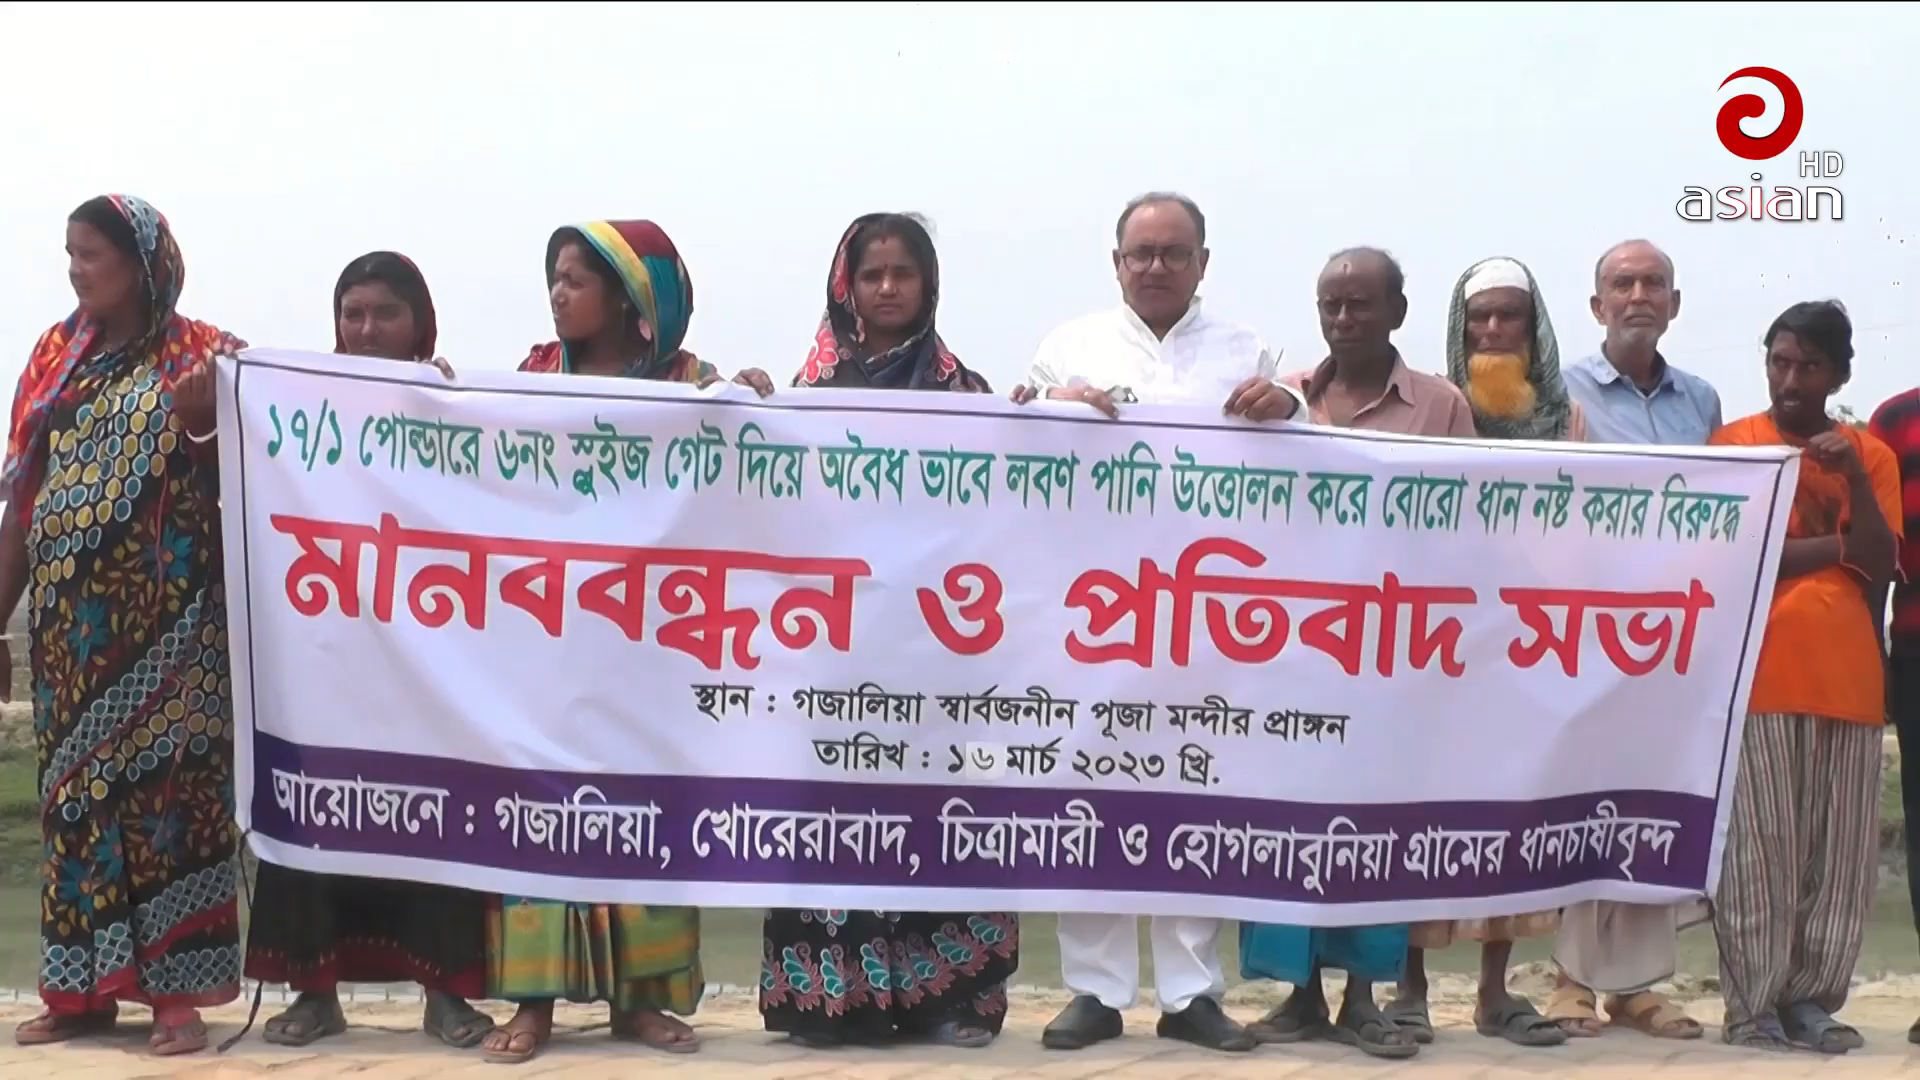 HD
asian
১৭/১ পোল্ডারে ৬নং স্লুইজ গেট দিয়ে অবৈধ ভাবে লবণ পানি উত্তোলন করে বোরো ধান নষ্ট করার বিরুদ্ধে
মানববন্ধন ও প্রতিবাদ সভা
স্থান : গজালিয়া স্বার্বজনীন পূজা মন্দীর প্রাঙ্গন
তারিখ : ১৬ মার্চ ২০২৩ খ্রি.
আয়োজনে : গজালিয়া, খোরেরাবাদ, চিত্রামারী ও হোগলাবুনিয়া গ্রামের ধানচাষীবৃন্দ